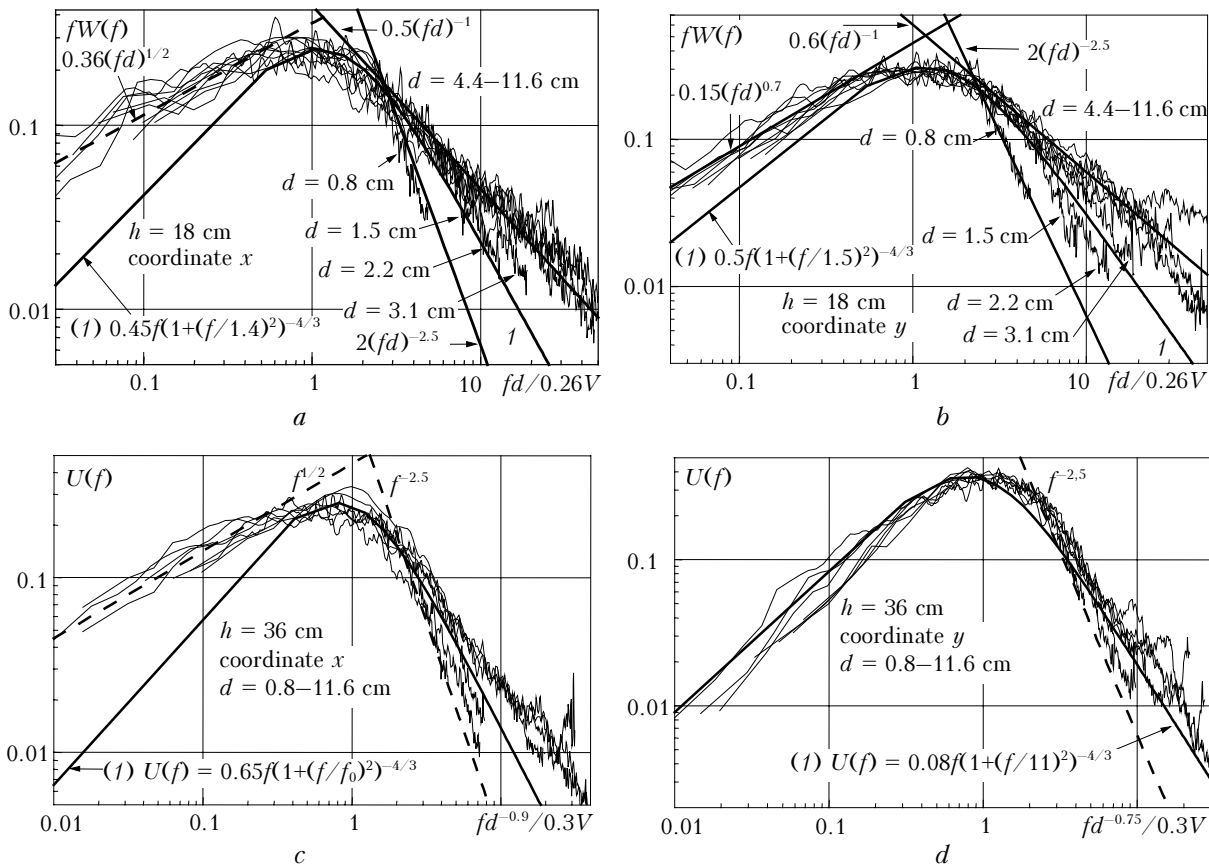 fW(f)
0.36(fd)^{1/2}
0.5(fd)^{–1}
d = 4.4–11.6 cm
0.1
d = 0.8 cm
d = 1.5 cm
h = 18 cm
coordinate x
d = 2.2 cm
d = 3.1 cm
0.01
(1) 0.45f(1+(f/1.4)^2)^{–4/3}
2(fd)^{–2.5}
1
0.1
1
10
fd/0.26V
a
fW(f)
0.6(fd)^{–1}
2(fd)^{–2.5}
0.15(fd)^{0.7}
d = 4.4–11.6 cm
0.1
d = 0.8 cm
d = 1.5 cm
(1) 0.5f(1+(f/1.5)^2)^{–4/3}
0.01
h = 18 cm
coordinate y
d = 2.2 cm
d = 3.1 cm
1
0.1
1
10
fd/0.26V
b
U(f)
f^{1/2}
f^{–2.5}
0.1
h = 36 cm
coordinate x
d = 0.8–11.6 cm
0.01
(1) U(f) = 0.65f(1+(f/f_0)^2)^{–4/3}
0.01
0.1
1
10
fd^{–0.9}/0.3V
c
U(f)
f^{–2,5}
0.1
h = 36 cm
coordinate y
d = 0.8–11.6 cm
0.01
(1) U(f) = 0.08f(1+(f/11)^2)^{–4/3}
0.01
0.1
1
fd^{–0.75}/0.3V
d